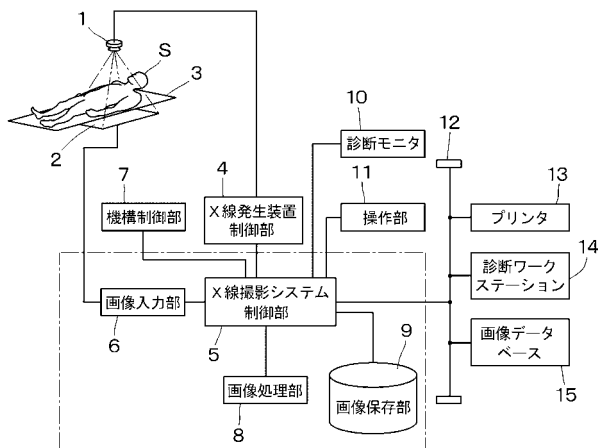 1
S
3
2
10
診断モニタ
12
7
機構制御部
4
X線発生装置
制御部
11
操作部
13
プリンタ
14
診断ワーク
ステーション
画像入力部
6
X線撮影システム
制御部
5
9
画像保存部
画像データ
ベース
15
画像処理部
8